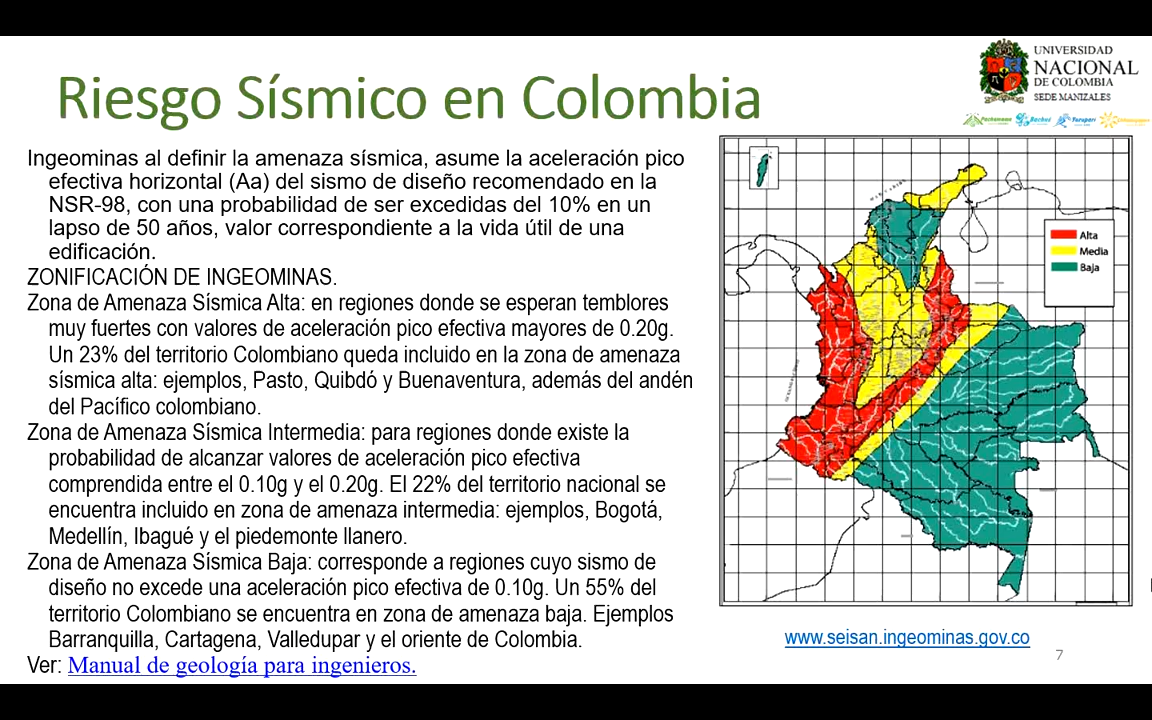 Riesgo Sísmico en Colombia
UNIVERSIDAD
NACIONAL
DE COLOMBIA
SEDE MANIZALES
Ingeominas al definir la amenaza sísmica, asume la aceleración pico
efectiva horizontal (Aa) del sismo de diseño recomendado en la
NSR-98, con una probabilidad de ser excedidas del 10% en un
lapso de 50 años, valor correspondiente a la vida útil de una
edificación.
ZONIFICACIÓN DE INGEOMINAS.
Zona de Amenaza Sísmica Alta: en regiones donde se esperan temblores
muy fuertes con valores de aceleración pico efectiva mayores de 0.20g.
Un 23% del territorio Colombiano queda incluido en la zona de amenaza
sísmica alta: ejemplos, Pasto, Quibdó y Buenaventura, además del andén
del Pacífico colombiano.
Zona de Amenaza Sísmica Intermedia: para regiones donde existe la
probabilidad de alcanzar valores de aceleración pico efectiva
comprendida entre el 0.10g y el 0.20g. El 22% del territorio nacional se
encuentra incluido en zona de amenaza intermedia: ejemplos, Bogotá,
Medellín, Ibagué y el piedemonte llanero.
Zona de Amenaza Sísmica Baja: corresponde a regiones cuyo sismo de
diseño no excede una aceleración pico efectiva de 0.10g. Un 55% del
territorio Colombiano se encuentra en zona de amenaza baja. Ejemplos
Barranquilla, Cartagena, Valledupar y el oriente de Colombia.
Ver: Manual de geología para ingenieros.
Alta
Media
Baja
www.seisan.ingeominas.gov.co
7